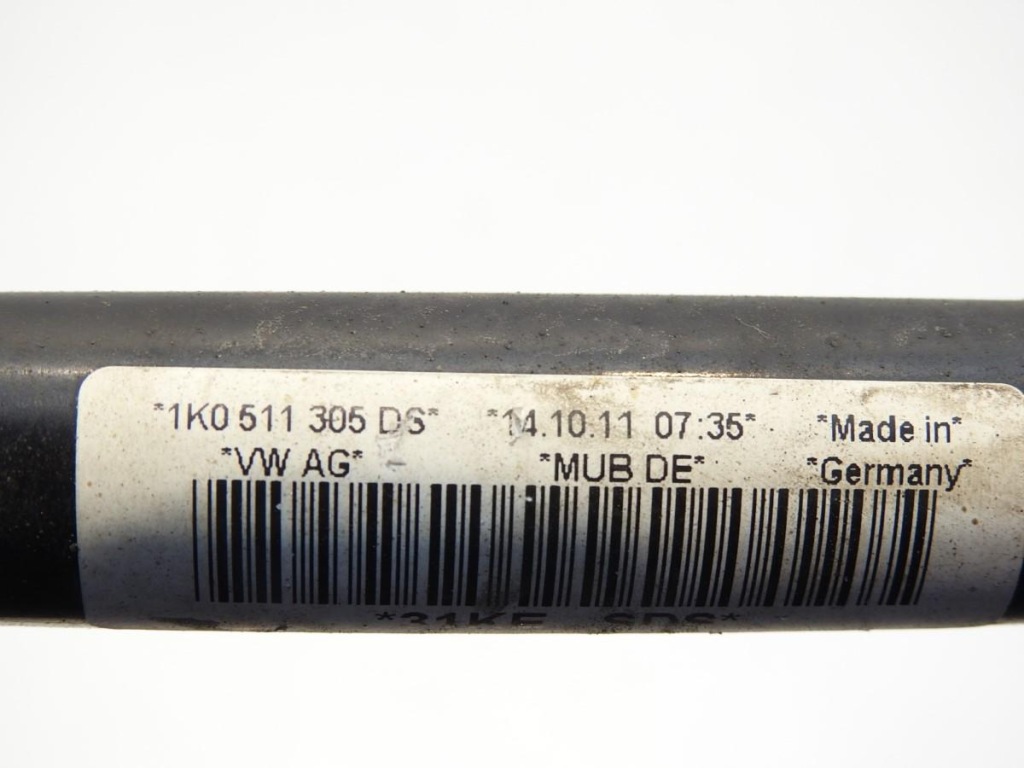 *1K0 511 305 DS* *14.10.11 07:35* *Made in*
*VW AG* *MUB DE* *Germany*